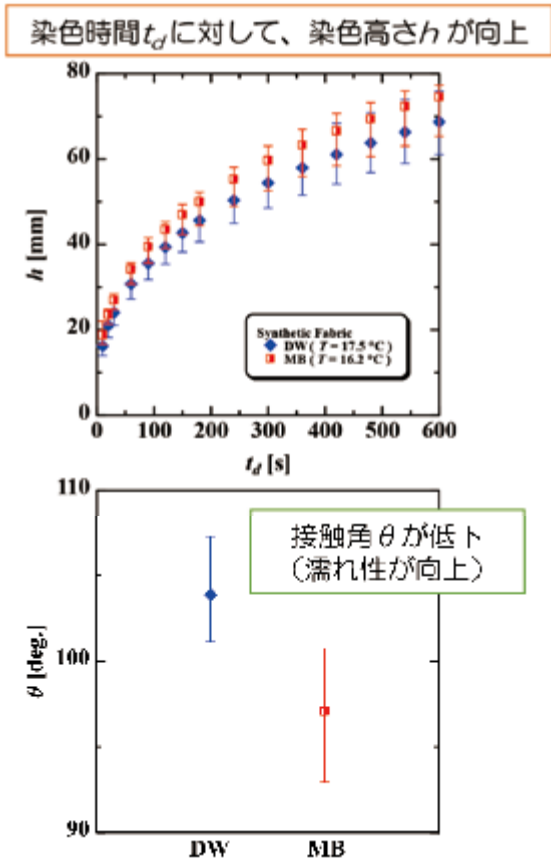 染色時間t_dに対して、染色高さhが向上
80
60
40
20
0
h [mm]
Synthetic Fabric
DW ( T = 17.5 °C)
MB ( T = 16.2 °C)
0 100 200 300 400 500 600
t_d [s]
110
100
90
θ [deg.]
接触角θが低下
(濡れ性が向上)
DW MB